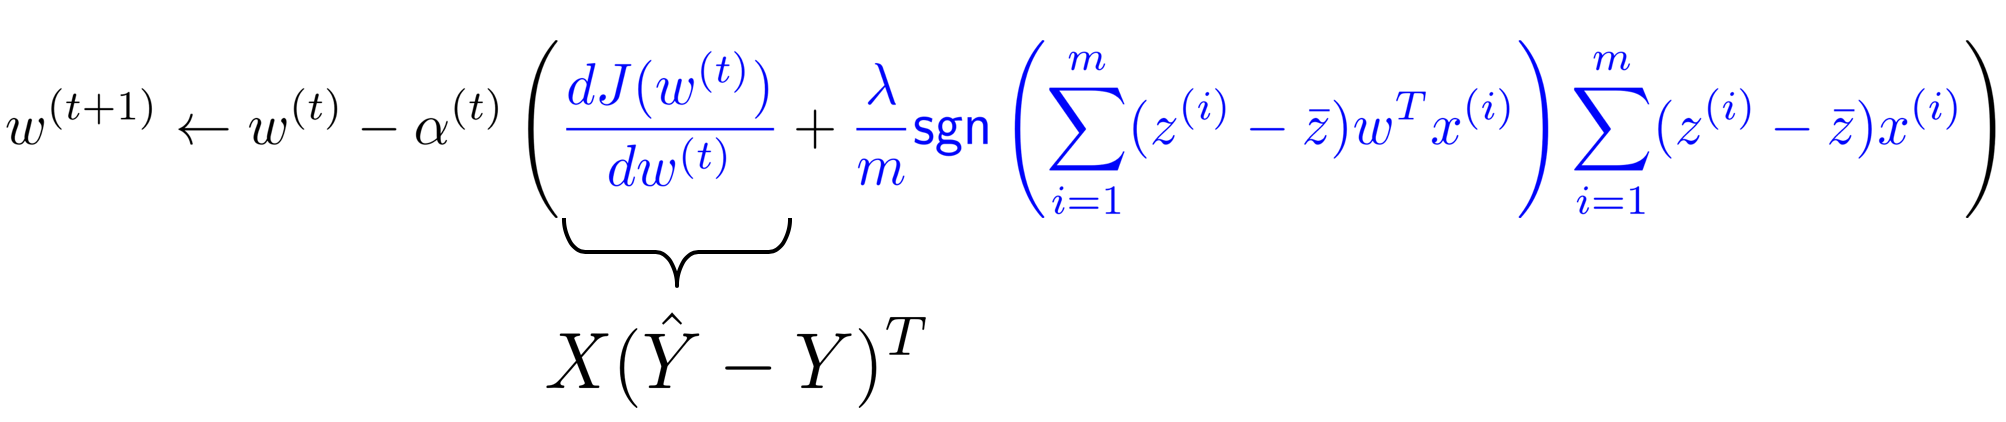 $w^{(t+1)} \leftarrow w^{(t)} - \alpha^{(t)} \left( \frac{dJ(w^{(t)})}{dw^{(t)}} + \frac{\lambda}{m} \text{sgn} \left( \sum_{i=1}^{m} (z^{(i)} - \bar{z}) w^T x^{(i)} \right) \sum_{i=1}^{m} (z^{(i)} - \bar{z}) x^{(i)} \right)$
$X(\hat{Y} - Y)^T$